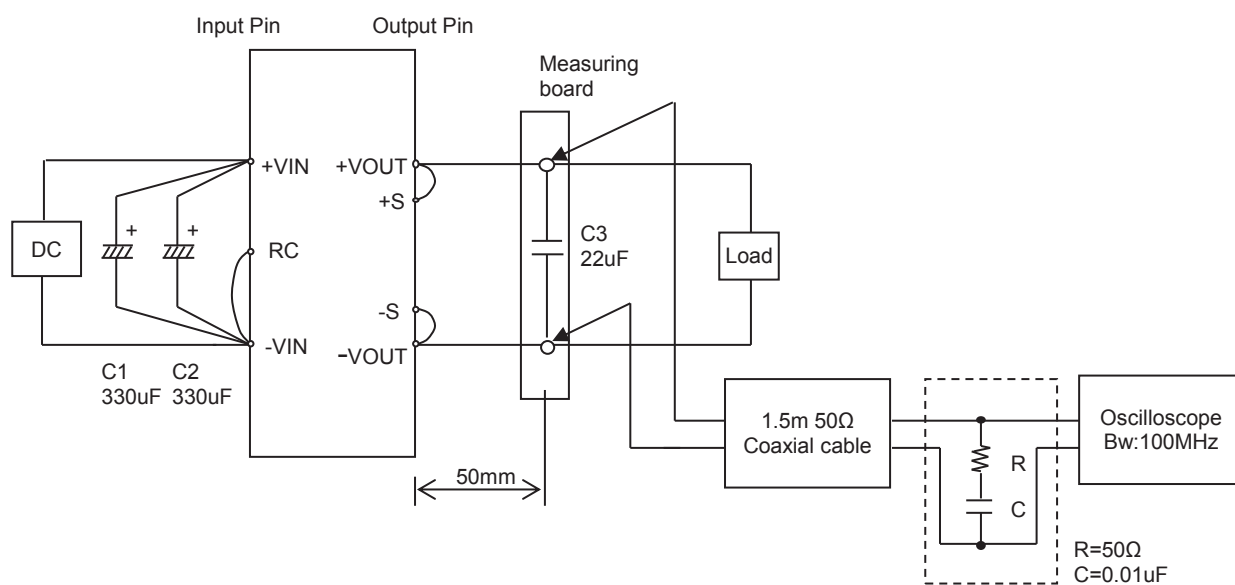 Input Pin
Output Pin
Measuring
board
+VIN
+VOUT
+S
DC
+
+
RC
C3
22uF
Load
-S
-VIN
−VOUT
C1
330uF
C2
330uF
1.5m 50Ω
Coaxial cable
Oscilloscope
Bw:100MHz
50mm
R
C
R=50Ω
C=0.01uF